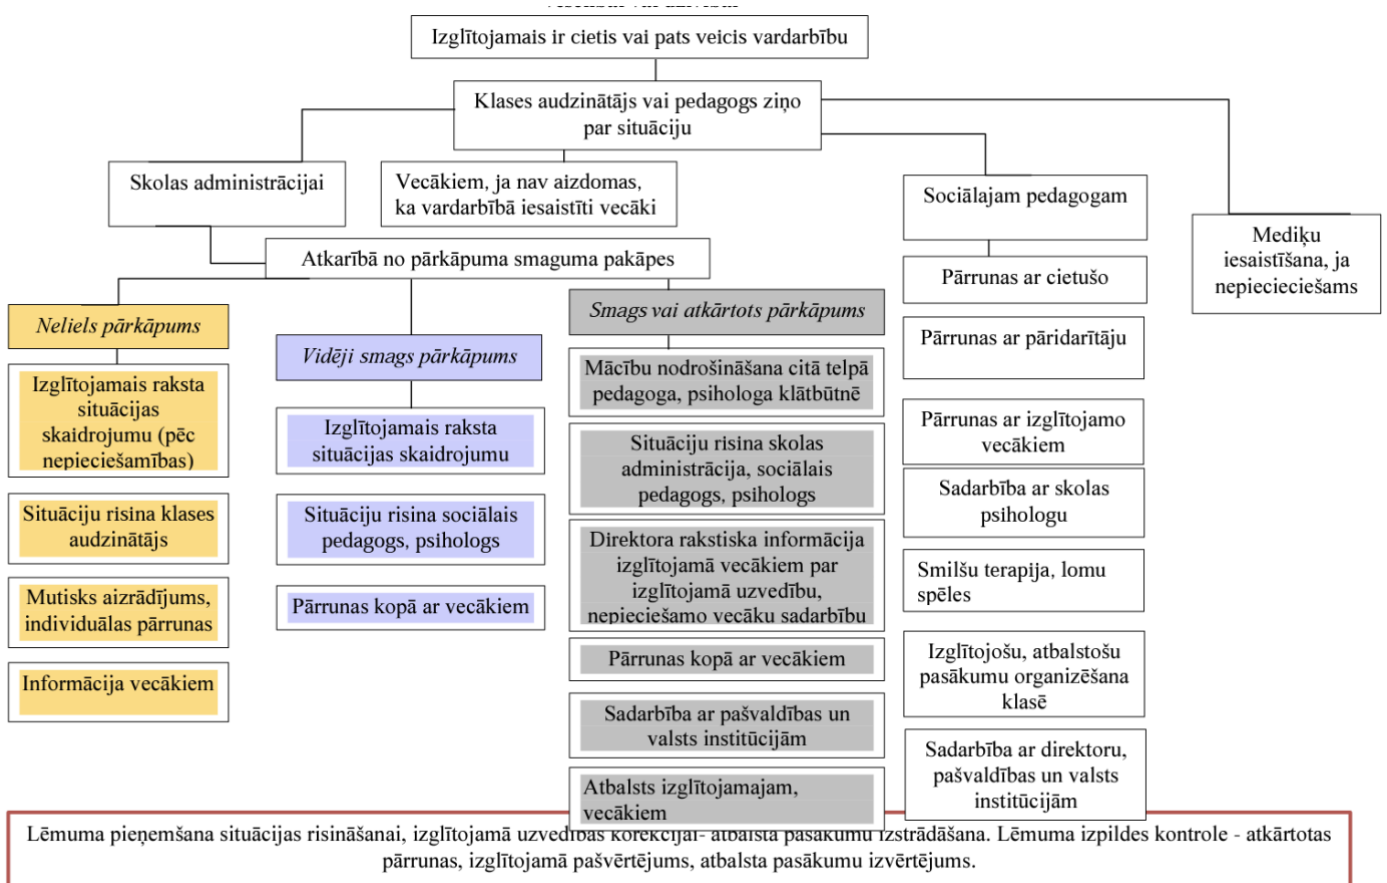 Izglītojamais ir cietis vai pats veicis vardarbību
Klases audzinātājs vai pedagogs ziņo
par situāciju
Skolas administrācijai
Vecākiem, ja nav aizdomas,
ka vardarbībā iesaistīti vecāki
Sociālajam pedagogam
Mediķu
iesaistīšana, ja
nepiecieciešams
Atkarībā no pārkāpuma smaguma pakāpes
Neliels pārkāpums
Izglītojamais raksta
situācijas
skaidrojumu (pēc
nepieciešamības)
Situāciju risina klases
audzinātājs
Mutisks aizrādījums,
individuālas pārrunas
Informācija vecākiem
Vidēji smags pārkāpums
Izglītojamais raksta
situācijas skaidrojumu
Situāciju risina sociālais
pedagogs, psihologs
Pārrunas kopā ar vecākiem
Smags vai atkārtots pārkāpums
Mācību nodrošināšana citā telpā
pedagoga, psihologa klātbūtnē
Situāciju risina skolas
administrācija, sociālais
pedagogs, psihologs
Direktora rakstiska informācija
izglītojamā vecākiem par
izglītojamā uzvedību,
nepieciešamo vecāku sadarbību
Pārrunas kopā ar vecākiem
Sadarbība ar pašvaldības un
valsts institūcijām
Atbalsts izglītojamajam,
vecākiem
Pārrunas ar cietušo
Pārrunas ar pāridarītāju
Pārrunas ar izglītojamo
vecākiem
Sadarbība ar skolas
psihologu
Smilšu terapija, lomu
spēles
Izglītojošu, atbalstošu
pasākumu organizēšana
klasē
Sadarbība ar direktoru,
pašvaldības un valsts
institūcijām
Lēmuma pieņemšana situācijas risināšanai, izglītojamā uzvedības korekcijai- atbalsta pasākumu izstrādāšana. Lēmuma izpildes kontrole - atkārtotas
pārrunas, izglītojamā pašvērtējums, atbalsta pasākumu izvērtējums.